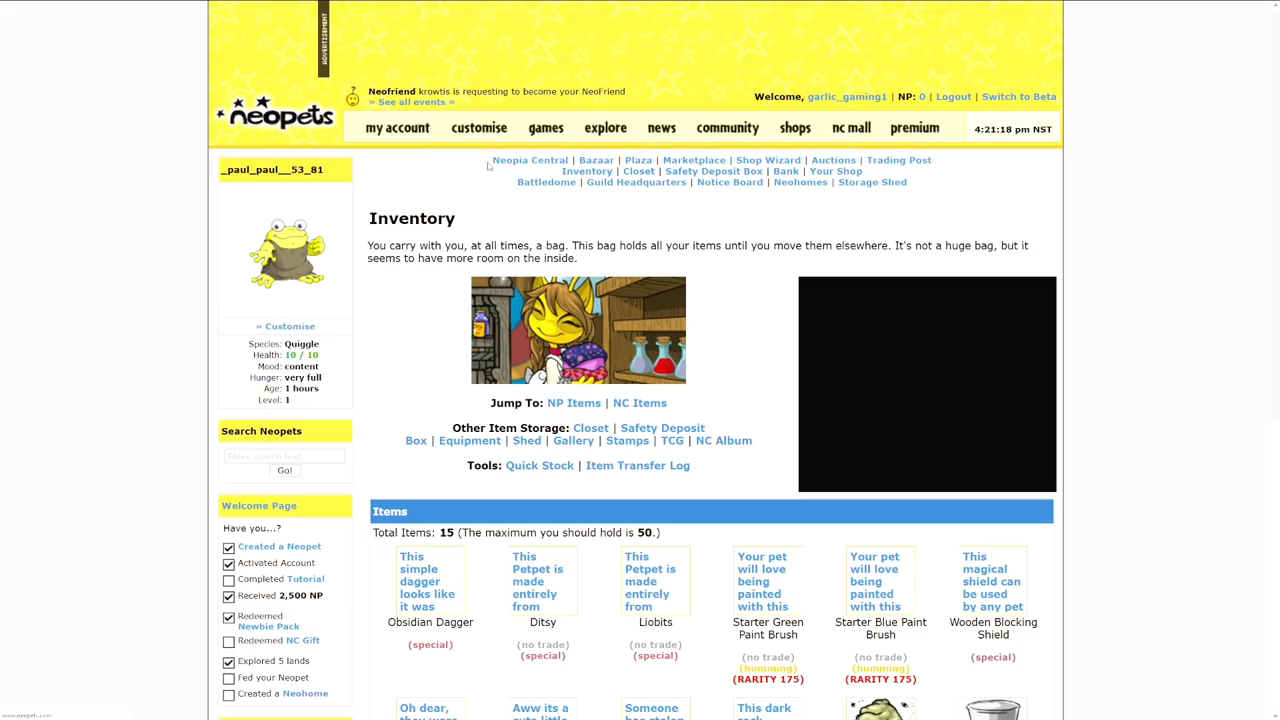 ADVERTISEMENT
Neofriend krowtis is requesting to become your NeoFriend
» See all events «
Welcome, garlic_gaming1 | NP: 0 | Logout | Switch to Beta
neopets
my account customise games explore news community shops nc mall premium 4:21:18 pm NST
_paul_paul__53_81
» Customise
Species: Quiggle
Health: 10 / 10
Mood: content
Hunger: very full
Age: 1 hours
Level: 1
Search Neopets
Enter search text
Go!
Welcome Page
Have you...?
Created a Neopet
Activated Account
Completed Tutorial
Received 2,500 NP
Redeemed
Newbie Pack
Redeemed NC Gift
Explored 5 lands
Fed your Neopet
Created a Neohome
Neopia Central | Bazaar | Plaza | Marketplace | Shop Wizard | Auctions | Trading Post
Inventory | Closet | Safety Deposit Box | Bank | Your Shop
Battledome | Guild Headquarters | Notice Board | Neohomes | Storage Shed
Inventory
You carry with you, at all times, a bag. This bag holds all your items until you move them elsewhere. It's not a huge bag, but it
seems to have more room on the inside.
Jump To: NP Items | NC Items
Other Item Storage: Closet | Safety Deposit
Box | Equipment | Shed | Gallery | Stamps | TCG | NC Album
Tools: Quick Stock | Item Transfer Log
Items
Total Items: 15 (The maximum you should hold is 50.)
This
simple
dagger
looks like
it was
Obsidian Dagger
(special)
This
Petpet is
made
entirely
from
Ditsy
(no trade)
(special)
This
Petpet is
made
entirely
from
Liobits
(no trade)
(special)
Your pet
will love
being
painted
with this
Starter Green
Paint Brush
(no trade)
(humming)
(RARITY 175)
Your pet
will love
being
painted
with this
Starter Blue Paint
Brush
(no trade)
(humming)
(RARITY 175)
This
magical
shield can
be used
by any pet
Wooden Blocking
Shield
(special)
Oh dear,
Aww its a
Someone
This dark
www.neopets.com